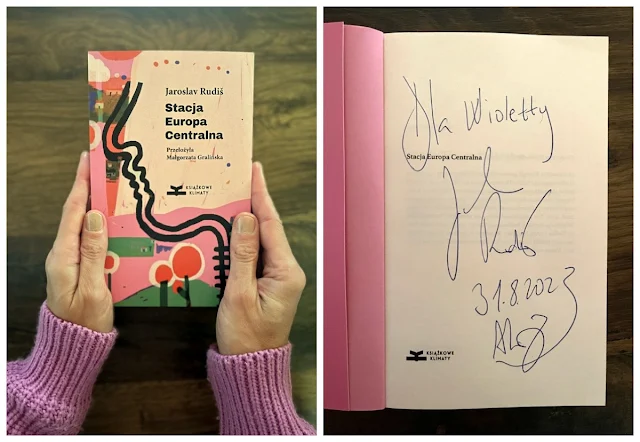 Jaroslav Rudiš
Stacja
Europa
Centralna
Przełożyła
Małgorzata Gralińska
KSIĄŻKOWE
KLIMATY
Dla Wioletty
Stacja Europa Centralna
Rudiš
31.8.2023
KSIĄŻKOWE
KLIMATY